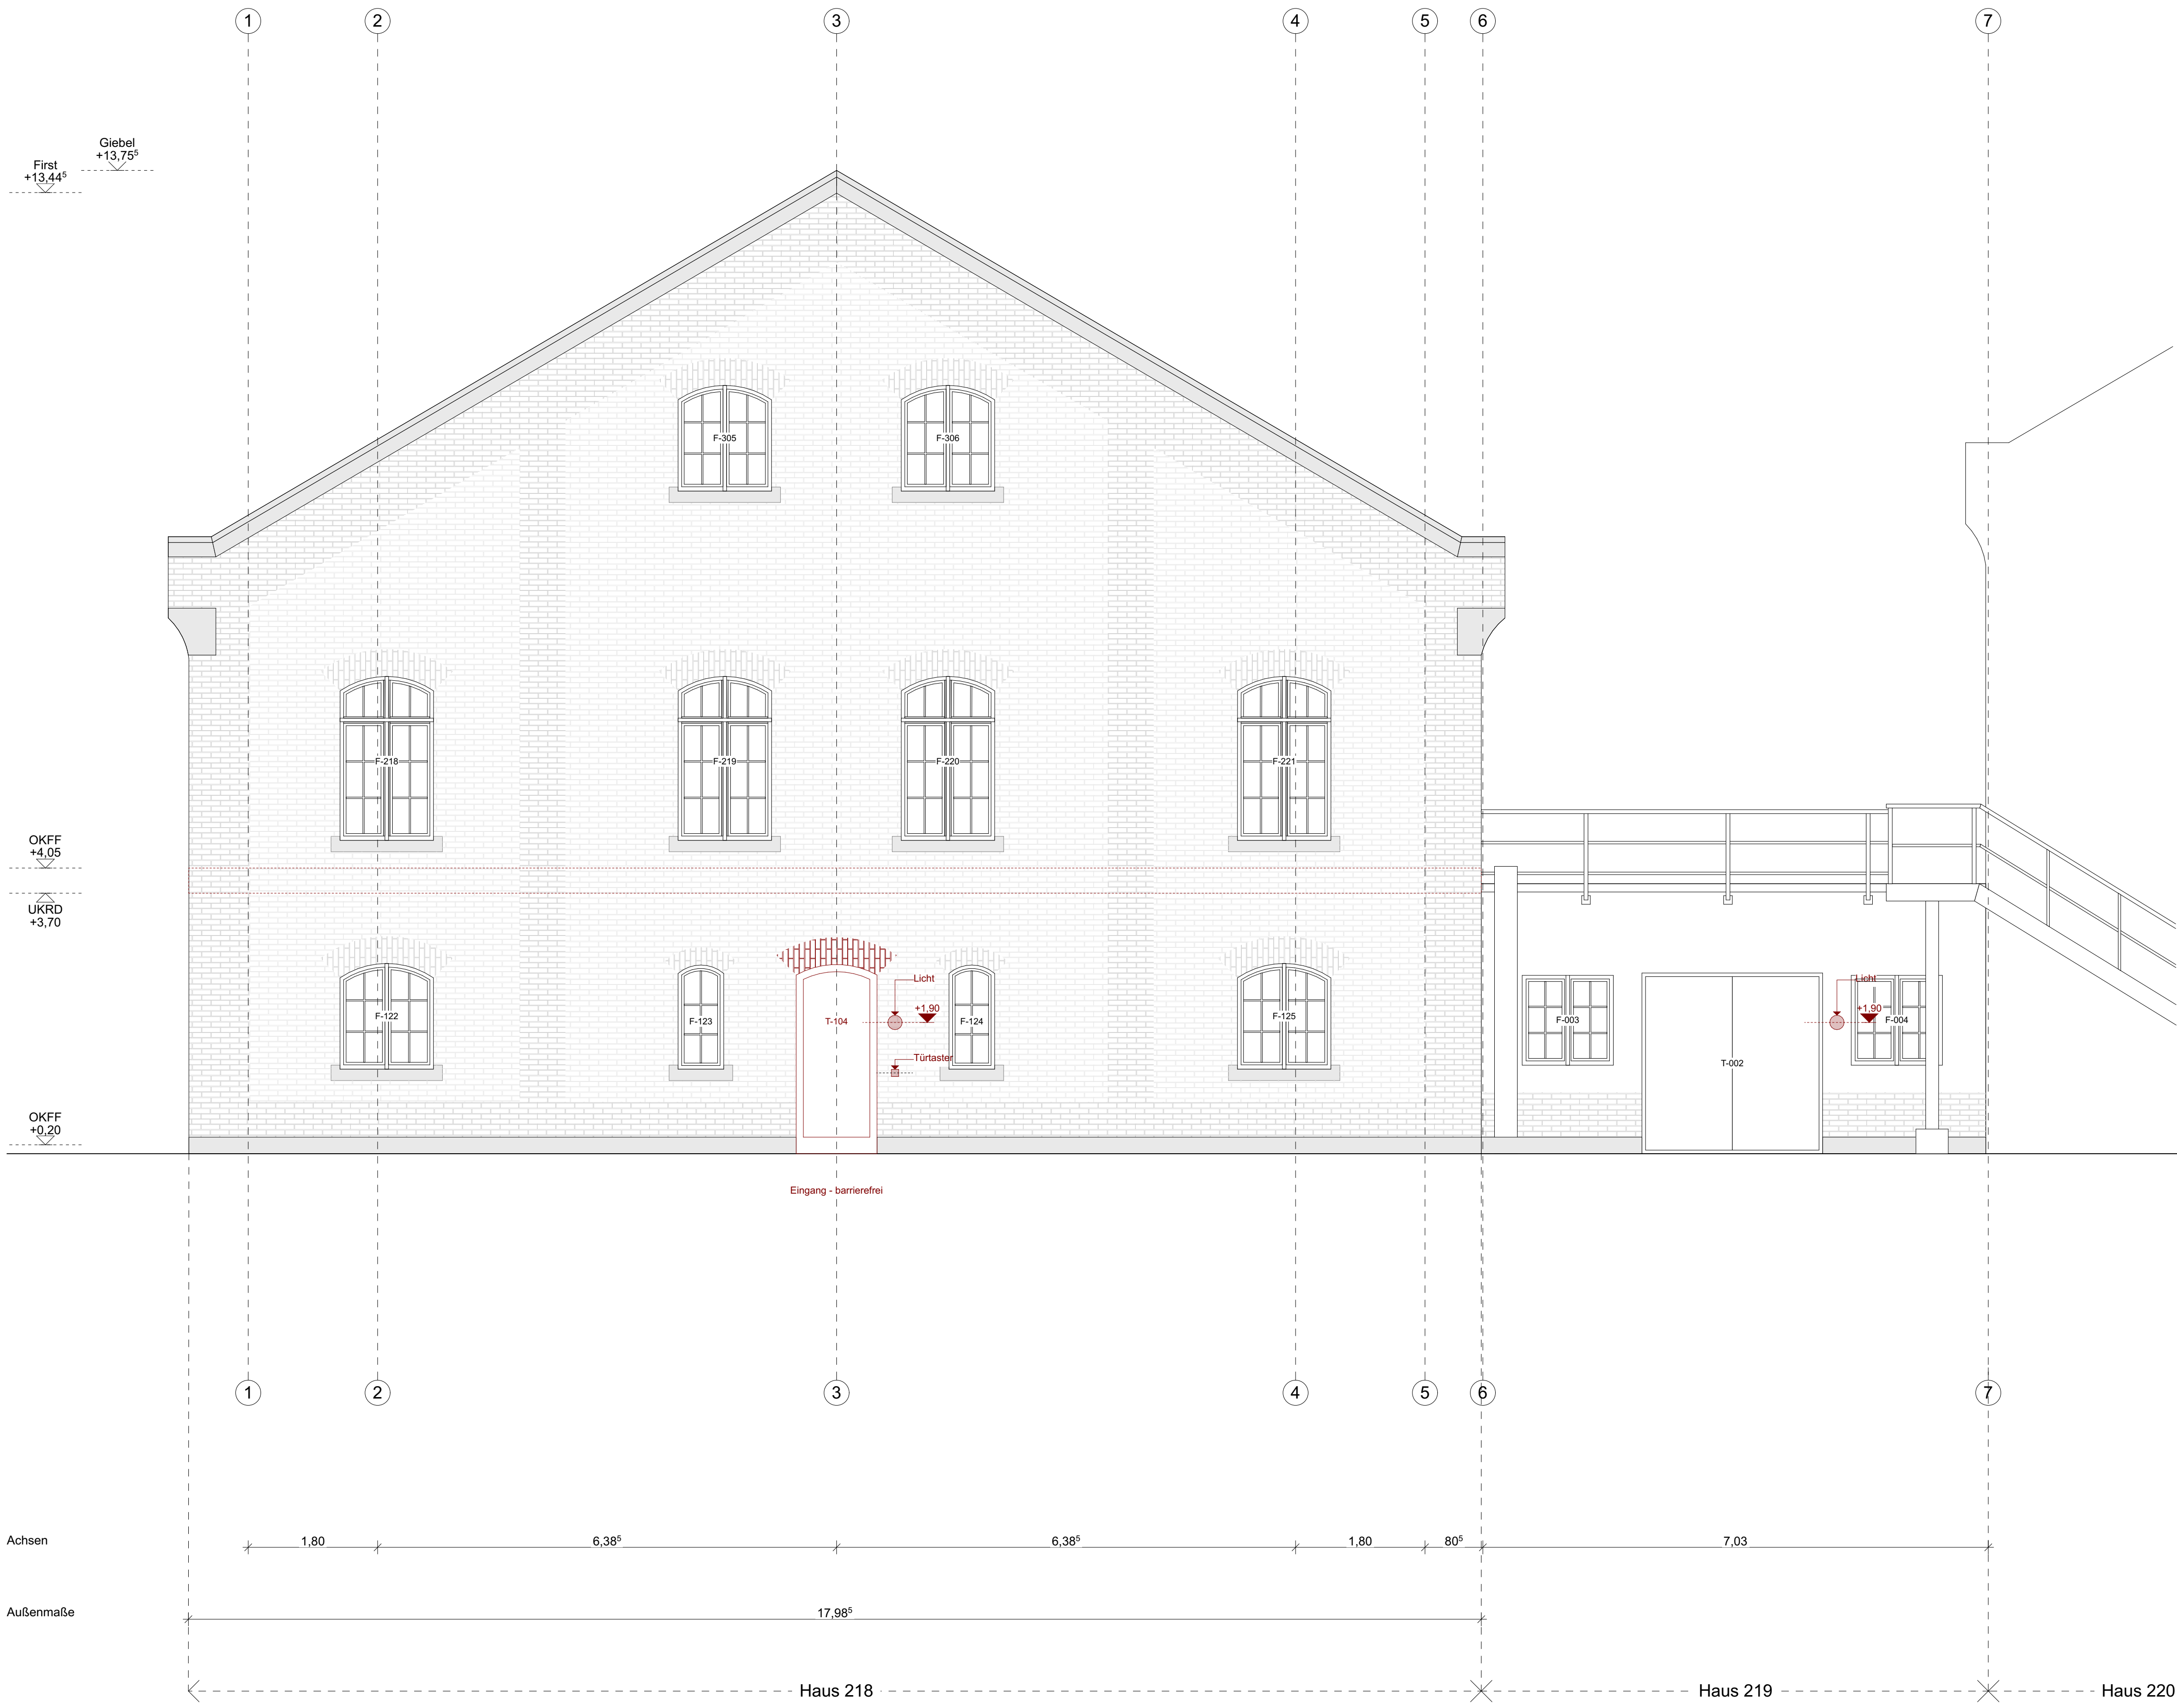 1 2 3 4 5 6 7
Giebel
+13,75⁵
First
+13,44⁵
F-305 F-306
F-218 F-219 F-220 F-221
OKFF
+4,05
UKRD
+3,70
Licht Licht
+1,90 +1,90
F-122 F-123 T-104 F-124 F-125 F-003 F-004
Türtaster
T-002
OKFF
+0,20
Eingang - barrierefrei
1 2 3 4 5 6 7
Achsen 1,80 6,38⁵ 6,38⁵ 1,80 80⁵ 7,03
Außenmaße 17,98⁵
Haus 218 Haus 219 Haus 220